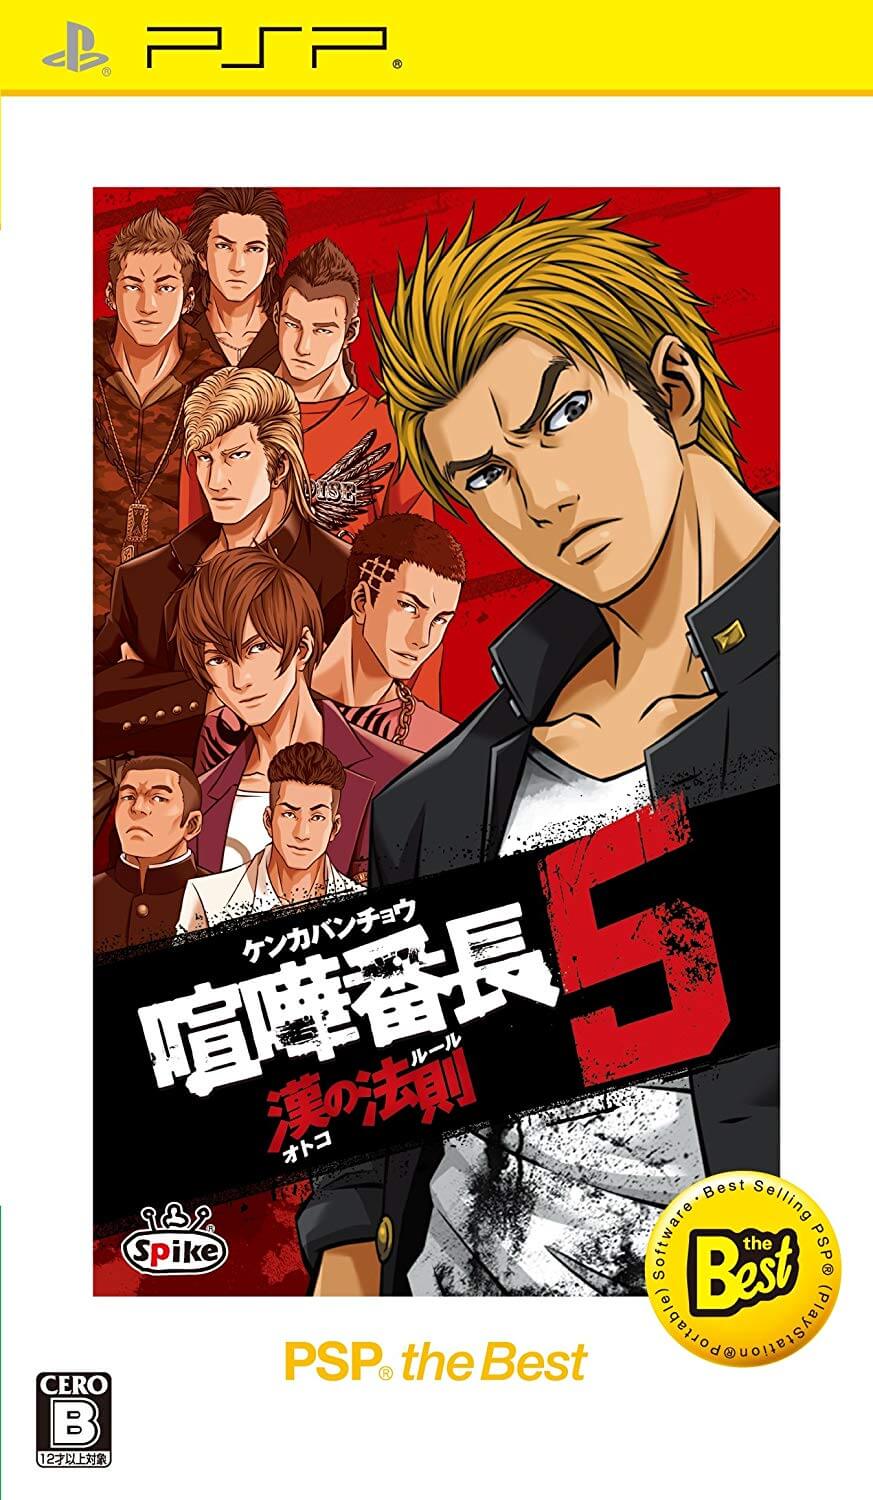 PSP®
DISE
ケンカバンチョウ
喧嘩番長5
ルール
漢の法則
オトコ
Spike®
Best Selling PSP® (PlayStation®Portable) Software・
the
Best
PSP® the Best
CERO
B
12才以上対象